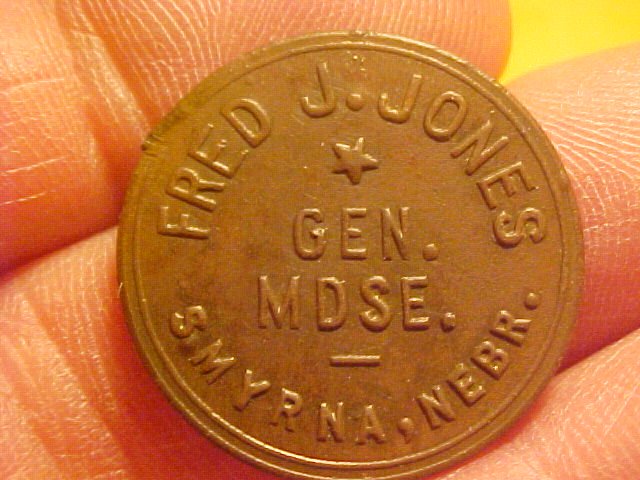 FRED J. JONES
GEN.
MDSE.
SMYRNA, NEBR.